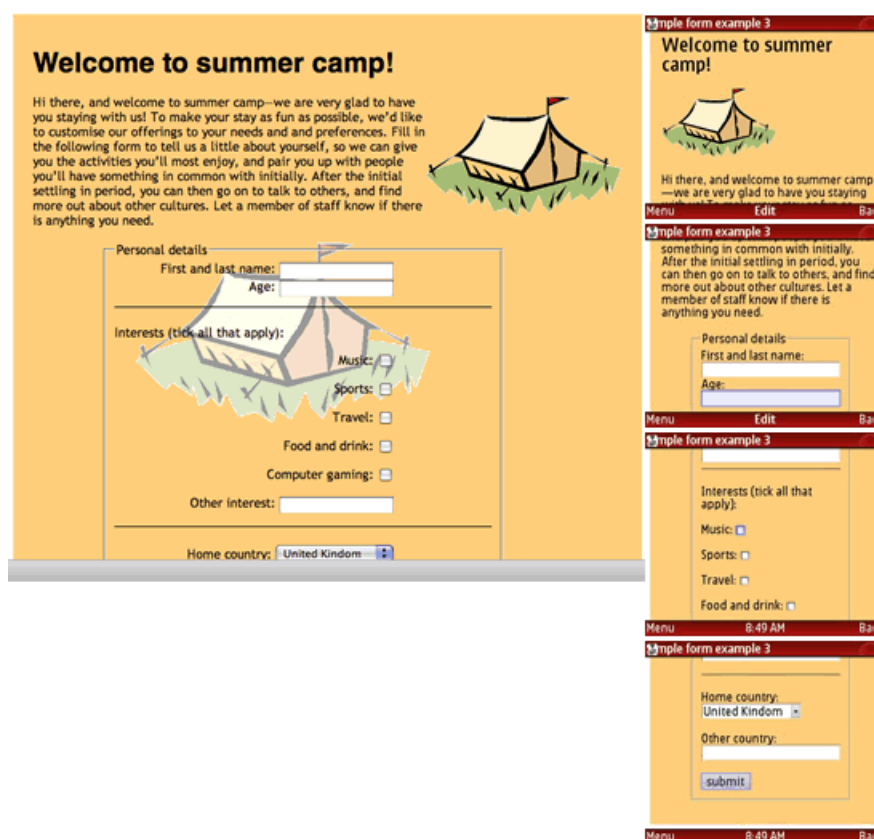 Welcome to summer camp!
Hi there, and welcome to summer camp—we are very glad to have
you staying with us! To make your stay as fun as possible, we'd like
to customise our offerings to your needs and and preferences. Fill in
the following form to tell us a little about yourself, so we can give
you the activities you'll most enjoy, and pair you up with people
you'll have something in common with initially. After the initial
settling in period, you can then go on to talk to others, and find
more out about other cultures. Let a member of staff know if there
is anything you need.
Personal details
First and last name:
Age:
Interests (tick all that apply):
Music:
Sports:
Travel:
Food and drink:
Computer gaming:
Other interest:
Home country: United Kindom
mple form example 3
Welcome to summer
camp!
Hi there, and welcome to summer camp
—we are very glad to have you staying
Menu Edit Ba
mple form example 3
something in common with initially.
After the initial settling in period, you
can then go on to talk to others, and find
more out about other cultures. Let a
member of staff know if there is
anything you need.
Personal details
First and last name:
Age:
Menu Edit Ba
mple form example 3
Interests (tick all that
apply):
Music:
Sports:
Travel:
Food and drink:
Menu 8:49 AM Ba
mple form example 3
Home country:
United Kindom
Other country:
submit
Menu 8:49 AM Ba